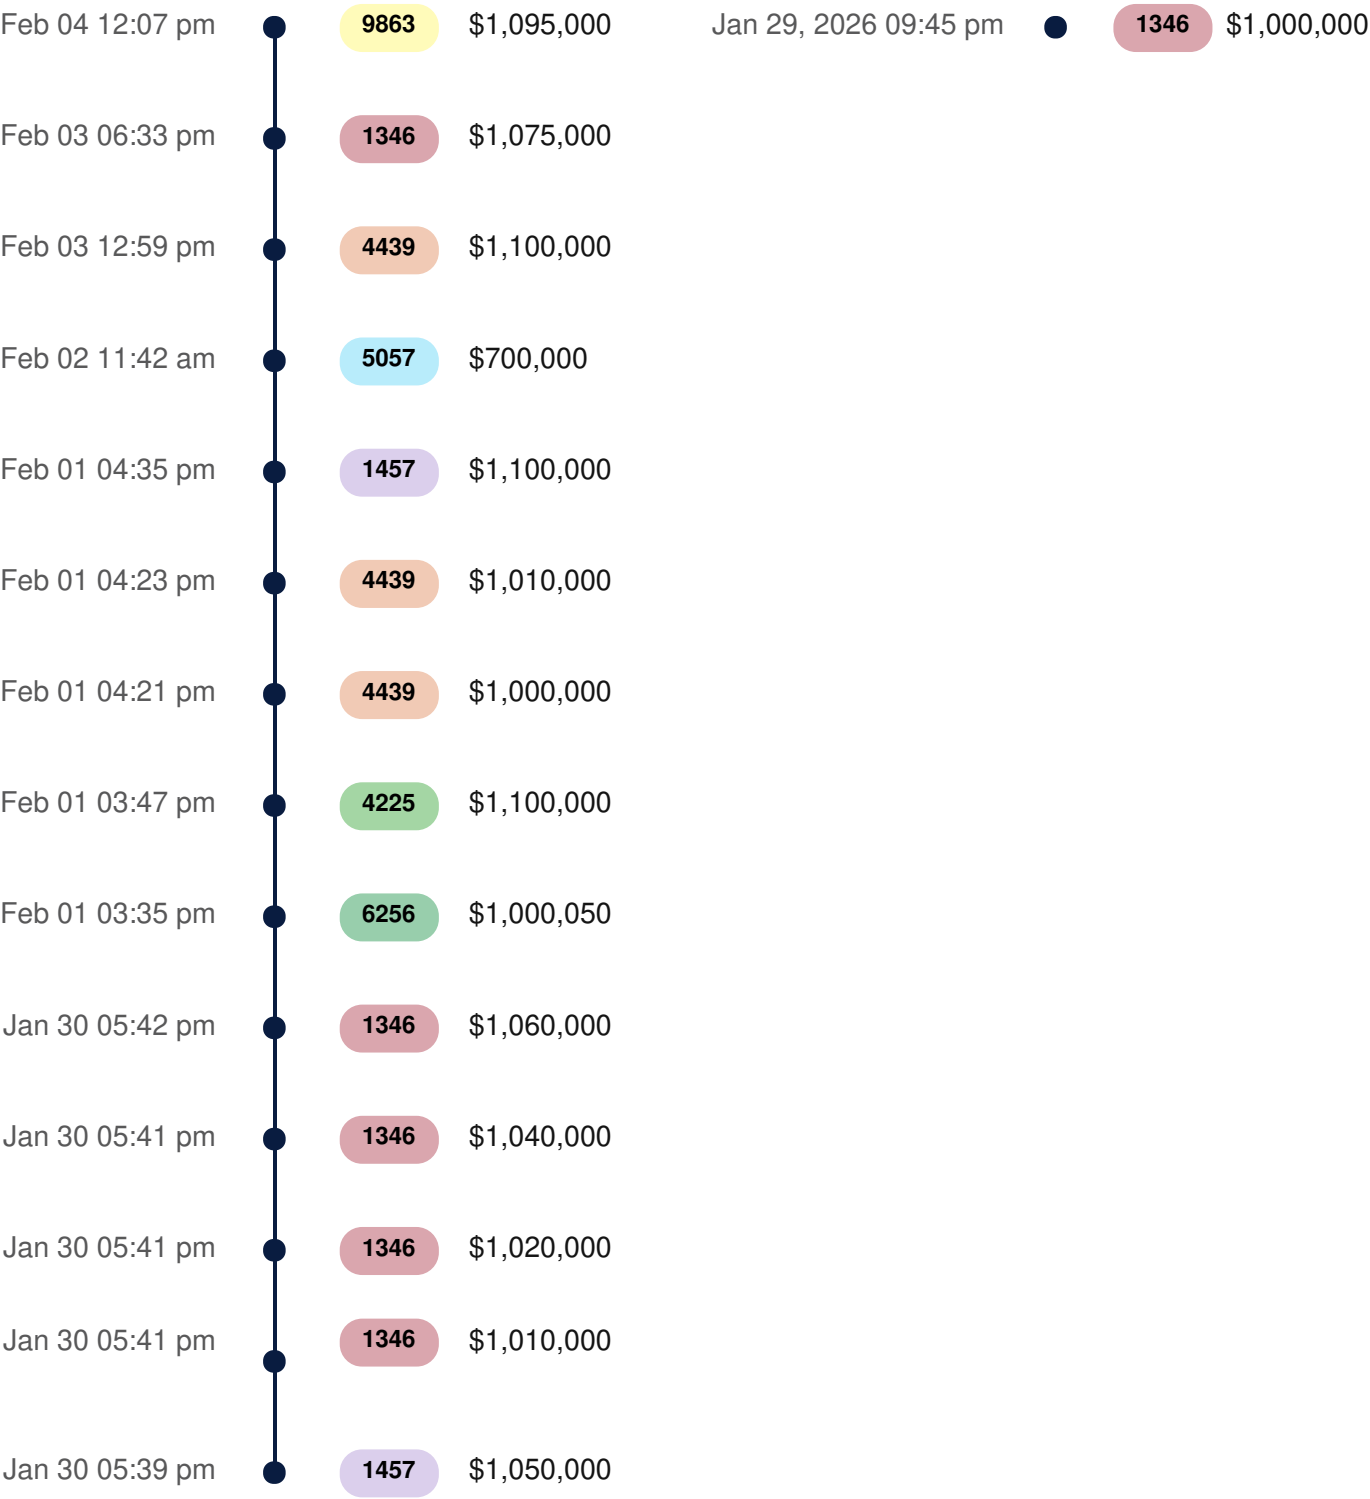 Feb 04 12:07 pm 9863 $1,095,000
Feb 03 06:33 pm 1346 $1,075,000
Feb 03 12:59 pm 4439 $1,100,000
Feb 02 11:42 am 5057 $700,000
Feb 01 04:35 pm 1457 $1,100,000
Feb 01 04:23 pm 4439 $1,010,000
Feb 01 04:21 pm 4439 $1,000,000
Feb 01 03:47 pm 4225 $1,100,000
Feb 01 03:35 pm 6256 $1,000,050
Jan 30 05:42 pm 1346 $1,060,000
Jan 30 05:41 pm 1346 $1,040,000
Jan 30 05:41 pm 1346 $1,020,000
Jan 30 05:41 pm 1346 $1,010,000
Jan 30 05:39 pm 1457 $1,050,000
Jan 29, 2026 09:45 pm 1346 $1,000,000